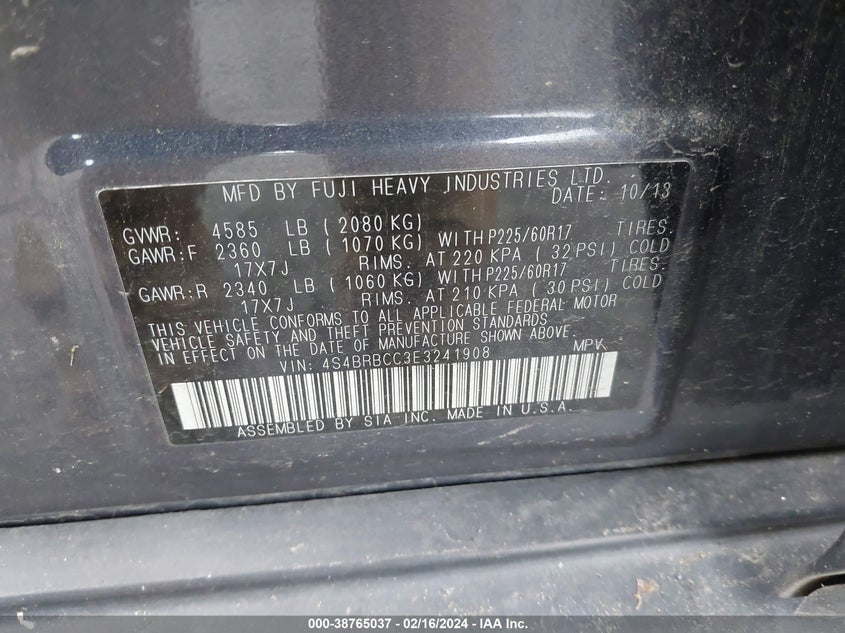 MFD BY FUJI HEAVY INDUSTRIES LTD.
DATE: 10/13
GVWR: 4585 LB ( 2080 KG)
GAWR:F 2360 LB ( 1070 KG) WITH P225/60R17 TIRES.
17X7J RIMS. AT 220 KPA ( 32 PSI) COLD
GAWR:R 2340 LB ( 1060 KG) WITH P225/60R17 TIRES.
17X7J RIMS. AT 210 KPA ( 30 PSI) COLD
THIS VEHICLE CONFORMS TO ALL APPLICABLE FEDERAL MOTOR
VEHICLE SAFETY AND THEFT PREVENTION STANDARDS
IN EFFECT ON THE DATE OF MANUFACTURE SHOWN ABOVE.
VIN: 4S4BRBCC3E3241908 MPV
ASSEMBLED BY SIA INC. MADE IN U.S.A.
000-38765037 - 02/16/2024 - IAA Inc.